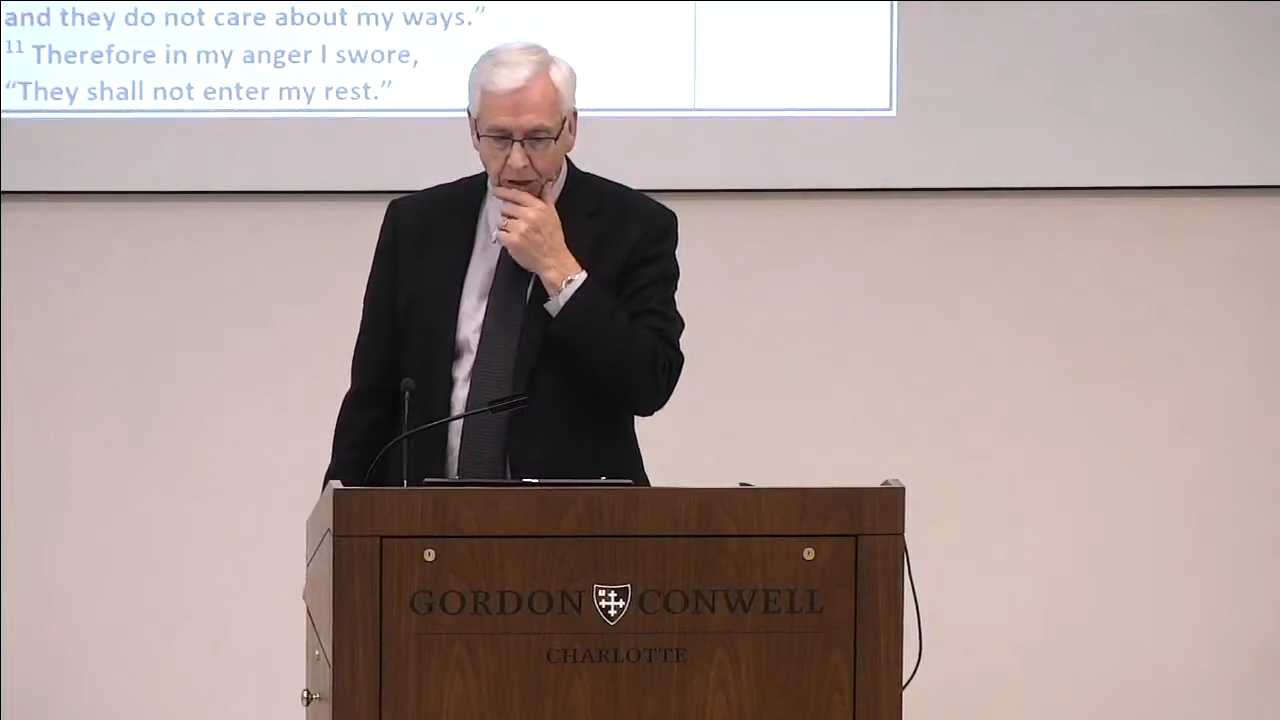 and they do not care about my ways.”
11 Therefore in my anger I swore,
“They shall not enter my rest.”
GORDON CONWELL
CHARLOTTE